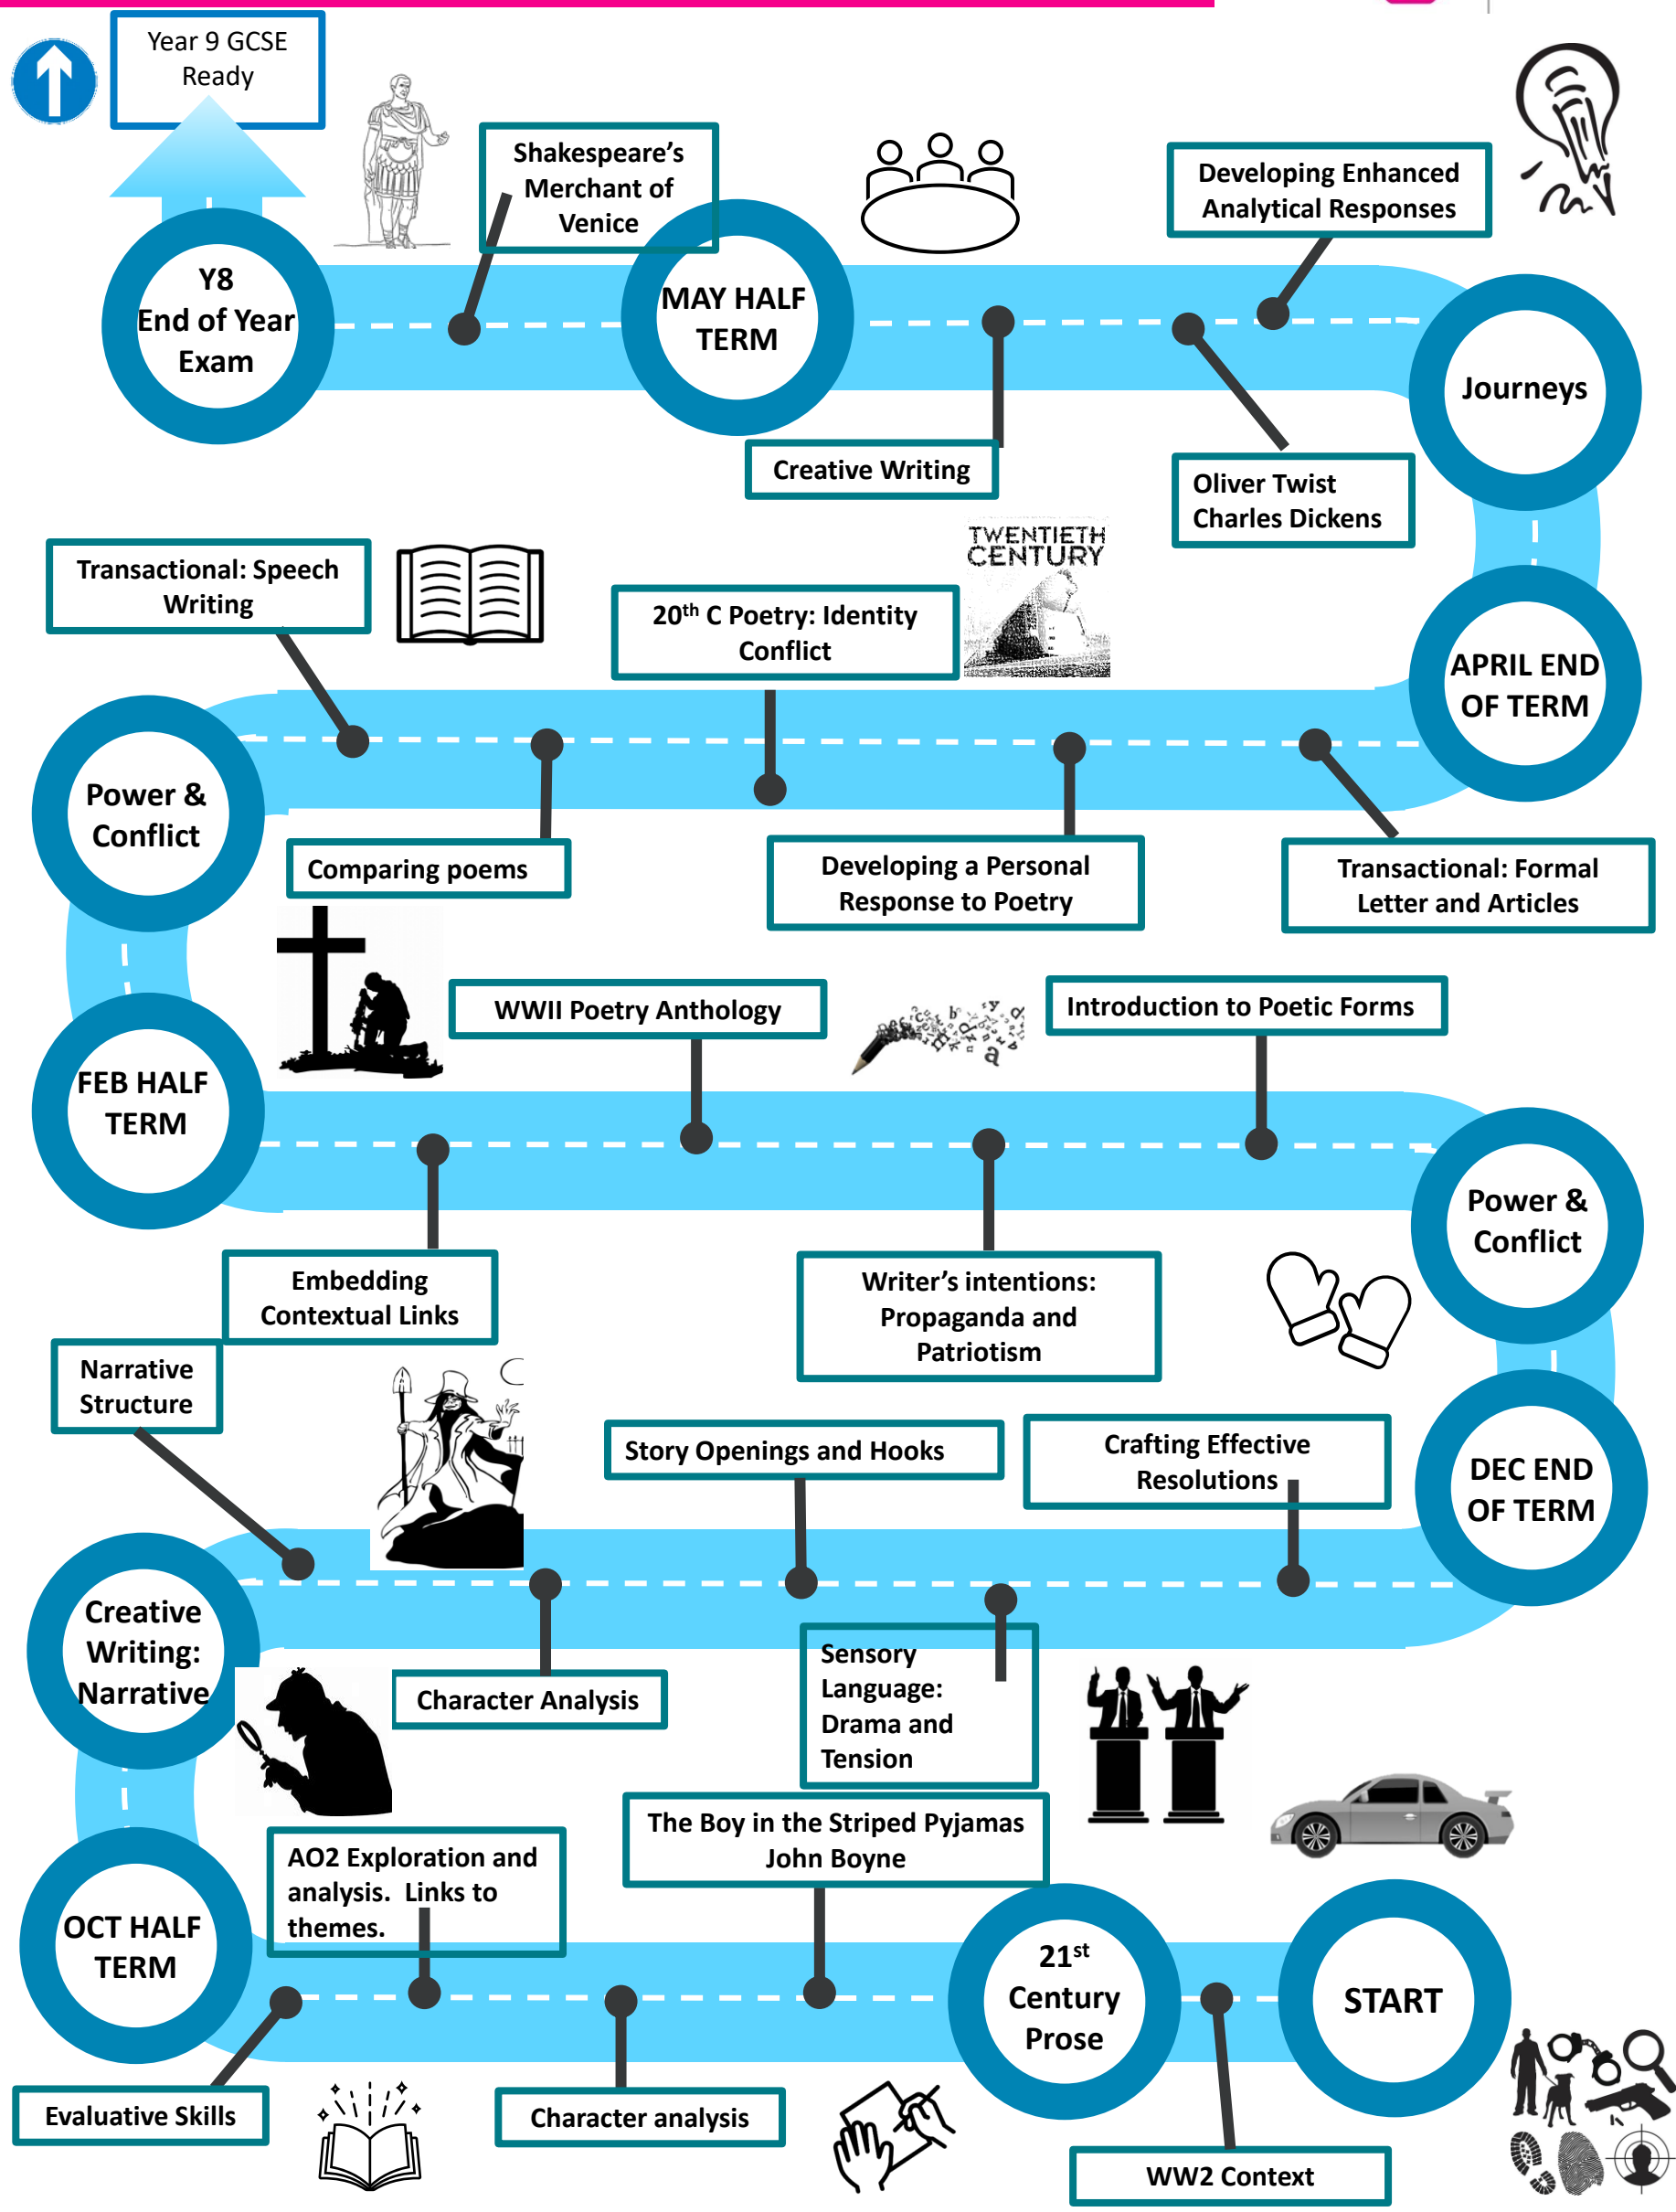 Year 9 GCSE
Ready
Shakespeare’s
Merchant of
Venice
Developing Enhanced
Analytical Responses
Y8
End of Year
Exam
MAY HALF
TERM
Journeys
Creative Writing
Oliver Twist
Charles Dickens
TWENTIETH
CENTURY
Transactional: Speech
Writing
20th C Poetry: Identity
Conflict
APRIL END
OF TERM
Power &
Conflict
Comparing poems
Developing a Personal
Response to Poetry
Transactional: Formal
Letter and Articles
WWII Poetry Anthology
Introduction to Poetic Forms
FEB HALF
TERM
Power &
Conflict
Embedding
Contextual Links
Writer’s intentions:
Propaganda and
Patriotism
Narrative
Structure
Story Openings and Hooks
Crafting Effective
Resolutions
DEC END
OF TERM
Creative
Writing:
Narrative
Character Analysis
Sensory
Language:
Drama and
Tension
The Boy in the Striped Pyjamas
John Boyne
AO2 Exploration and
analysis. Links to
themes.
OCT HALF
TERM
21st
Century
Prose
START
Evaluative Skills
Character analysis
WW2 Context